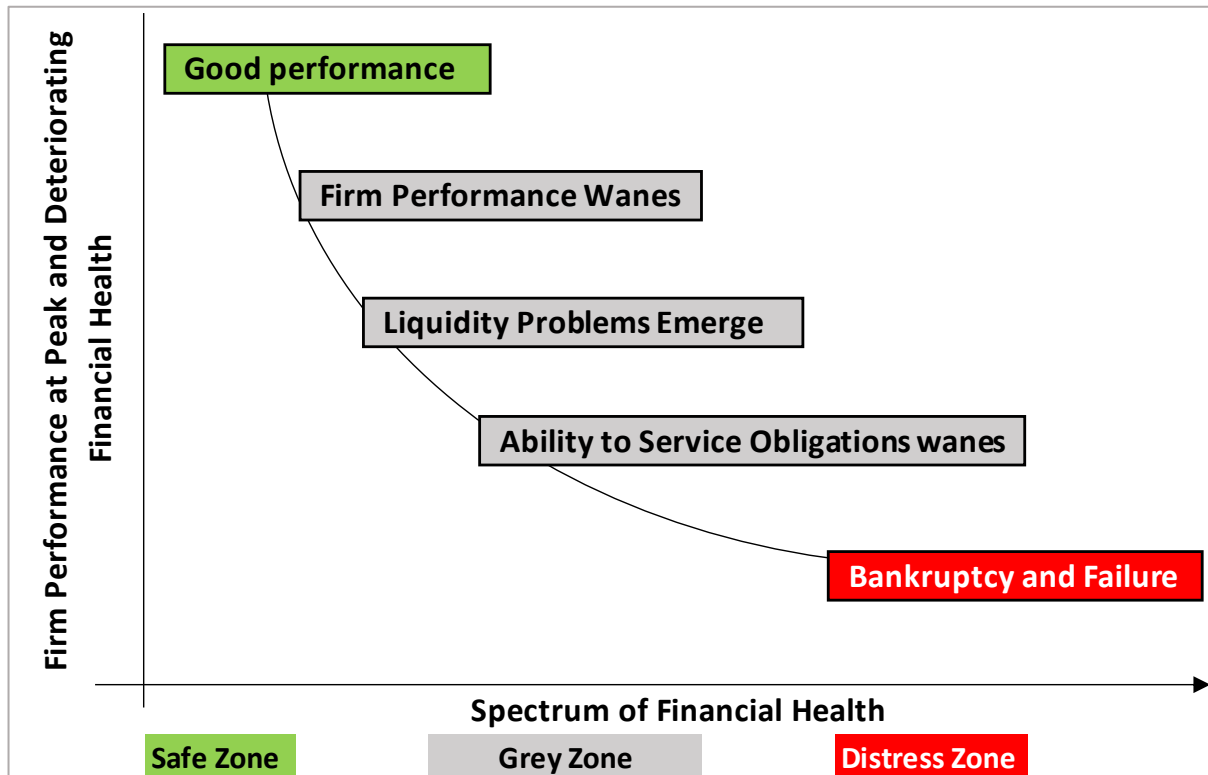 Firm Performance at Peak and Deteriorating
Financial Health
Good performance
Firm Performance Wanes
Liquidity Problems Emerge
Ability to Service Obligations wanes
Bankruptcy and Failure
Spectrum of Financial Health
Safe Zone
Grey Zone
Distress Zone